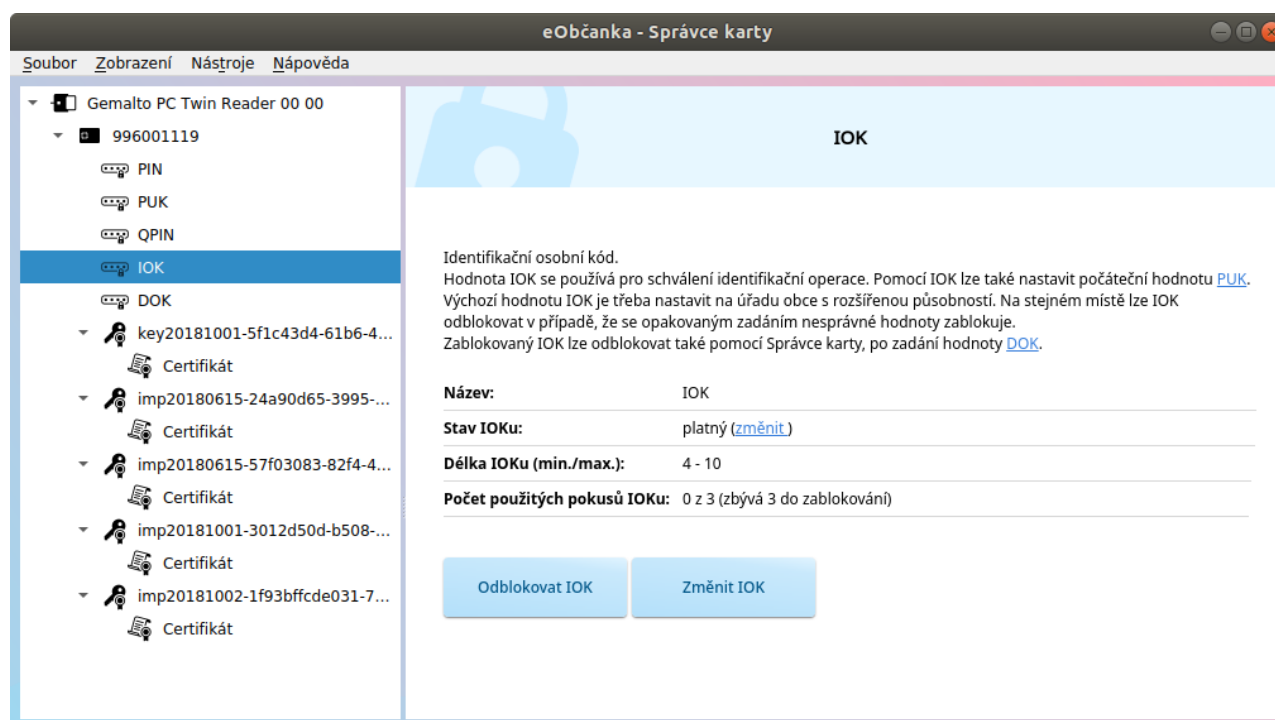 eObčanka - Správce karty
Soubor Zobrazení Nástroje Nápověda
Gemalto PC Twin Reader 00 00
996001119
PIN
PUK
QPIN
IOK
DOK
key20181001-5f1c43d4-61b6-4...
Certifikát
imp20180615-24a90d65-3995-...
Certifikát
imp20180615-57f03083-82f4-4...
Certifikát
imp20181001-3012d50d-b508-...
Certifikát
imp20181002-1f93bffcde031-7...
Certifikát
IOK
Identifikační osobní kód.
Hodnota IOK se používá pro schválení identifikační operace. Pomocí IOK lze také nastavit počáteční hodnotu PUK.
Výchozí hodnotu IOK je třeba nastavit na úřadu obce s rozšířenou působností. Na stejném místě lze IOK
odblokovat v případě, že se opakovaným zadáním nesprávné hodnoty zablokuje.
Zablokovaný IOK lze odblokovat také pomocí Správce karty, po zadání hodnoty DOK.
Název: IOK
Stav IOKu: platný (změnit )
Délka IOKu (min./max.): 4 - 10
Počet použitých pokusů IOKu: 0 z 3 (zbývá 3 do zablokování)
Odblokovat IOK Změnit IOK